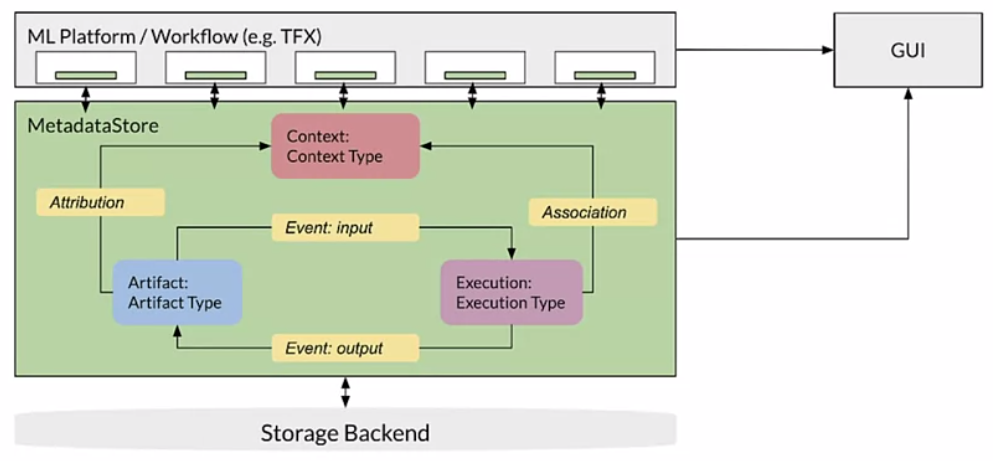 ML Platform / Workflow (e.g. TFX)
GUI
MetadataStore
Context:
Context Type
Attribution
Association
Event: input
Artifact:
Artifact Type
Execution:
Execution Type
Event: output
Storage Backend